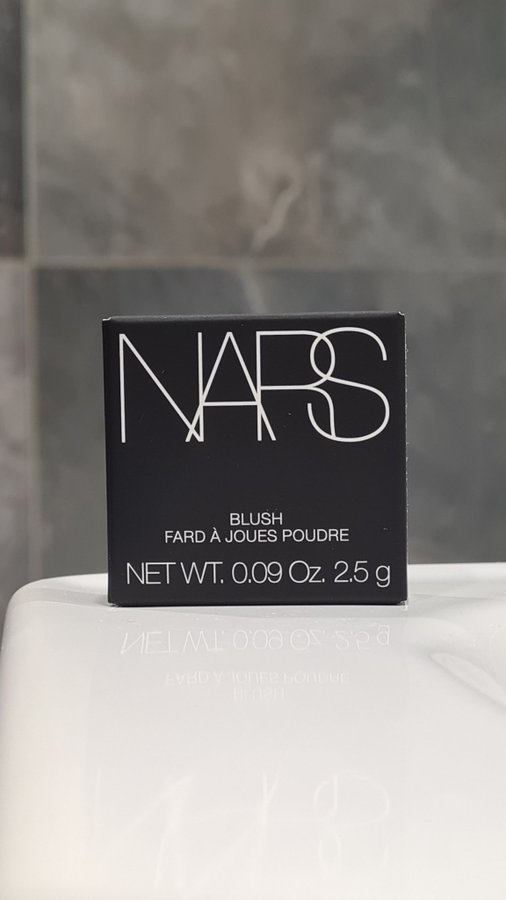 NARS
BLUSH
FARD À JOUES POUDRE
NET WT. 0.09 Oz. 2.5 g